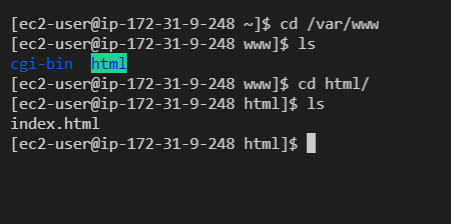 [ec2-user@ip-172-31-9-248 ~]$ cd /var/www
[ec2-user@ip-172-31-9-248 www]$ ls
cgi-bin  html
[ec2-user@ip-172-31-9-248 www]$ cd html/
[ec2-user@ip-172-31-9-248 html]$ ls
index.html
[ec2-user@ip-172-31-9-248 html]$